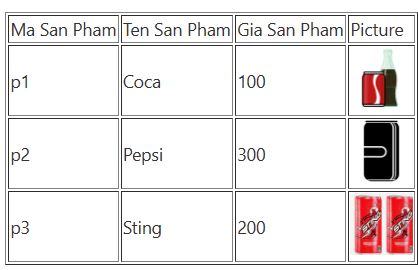 Ma San Pham Ten San Pham Gia San Pham Picture
p1 Coca 100
p2 Pepsi 300
p3 Sting 200